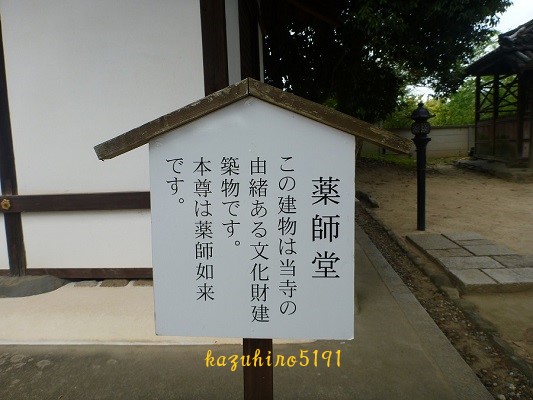 薬師堂
この建物は当寺の
由緒ある文化財建
築物です。
本尊は薬師如来
です。
kazuhiro5191